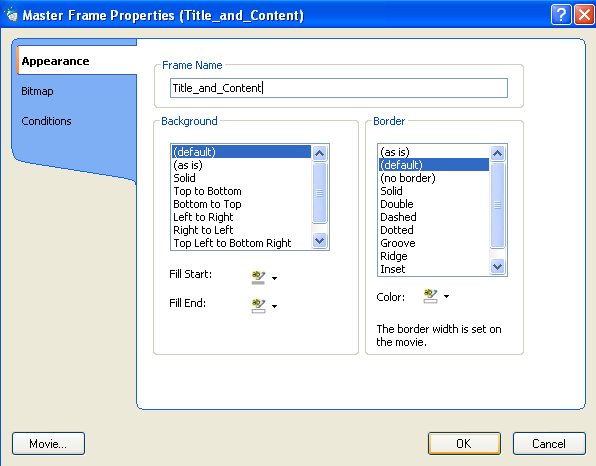 Master Frame Properties (Title_and_Content)
Appearance
Bitmap
Conditions
Frame Name
Title_and_Content
Background
(default)
(as is)
Solid
Top to Bottom
Bottom to Top
Left to Right
Right to Left
Top Left to Bottom Right
Fill Start:
Fill End:
Border
(as is)
(default)
(no border)
Solid
Double
Dashed
Dotted
Groove
Ridge
Inset
Color:
The border width is set on
the movie.
Movie...
OK
Cancel